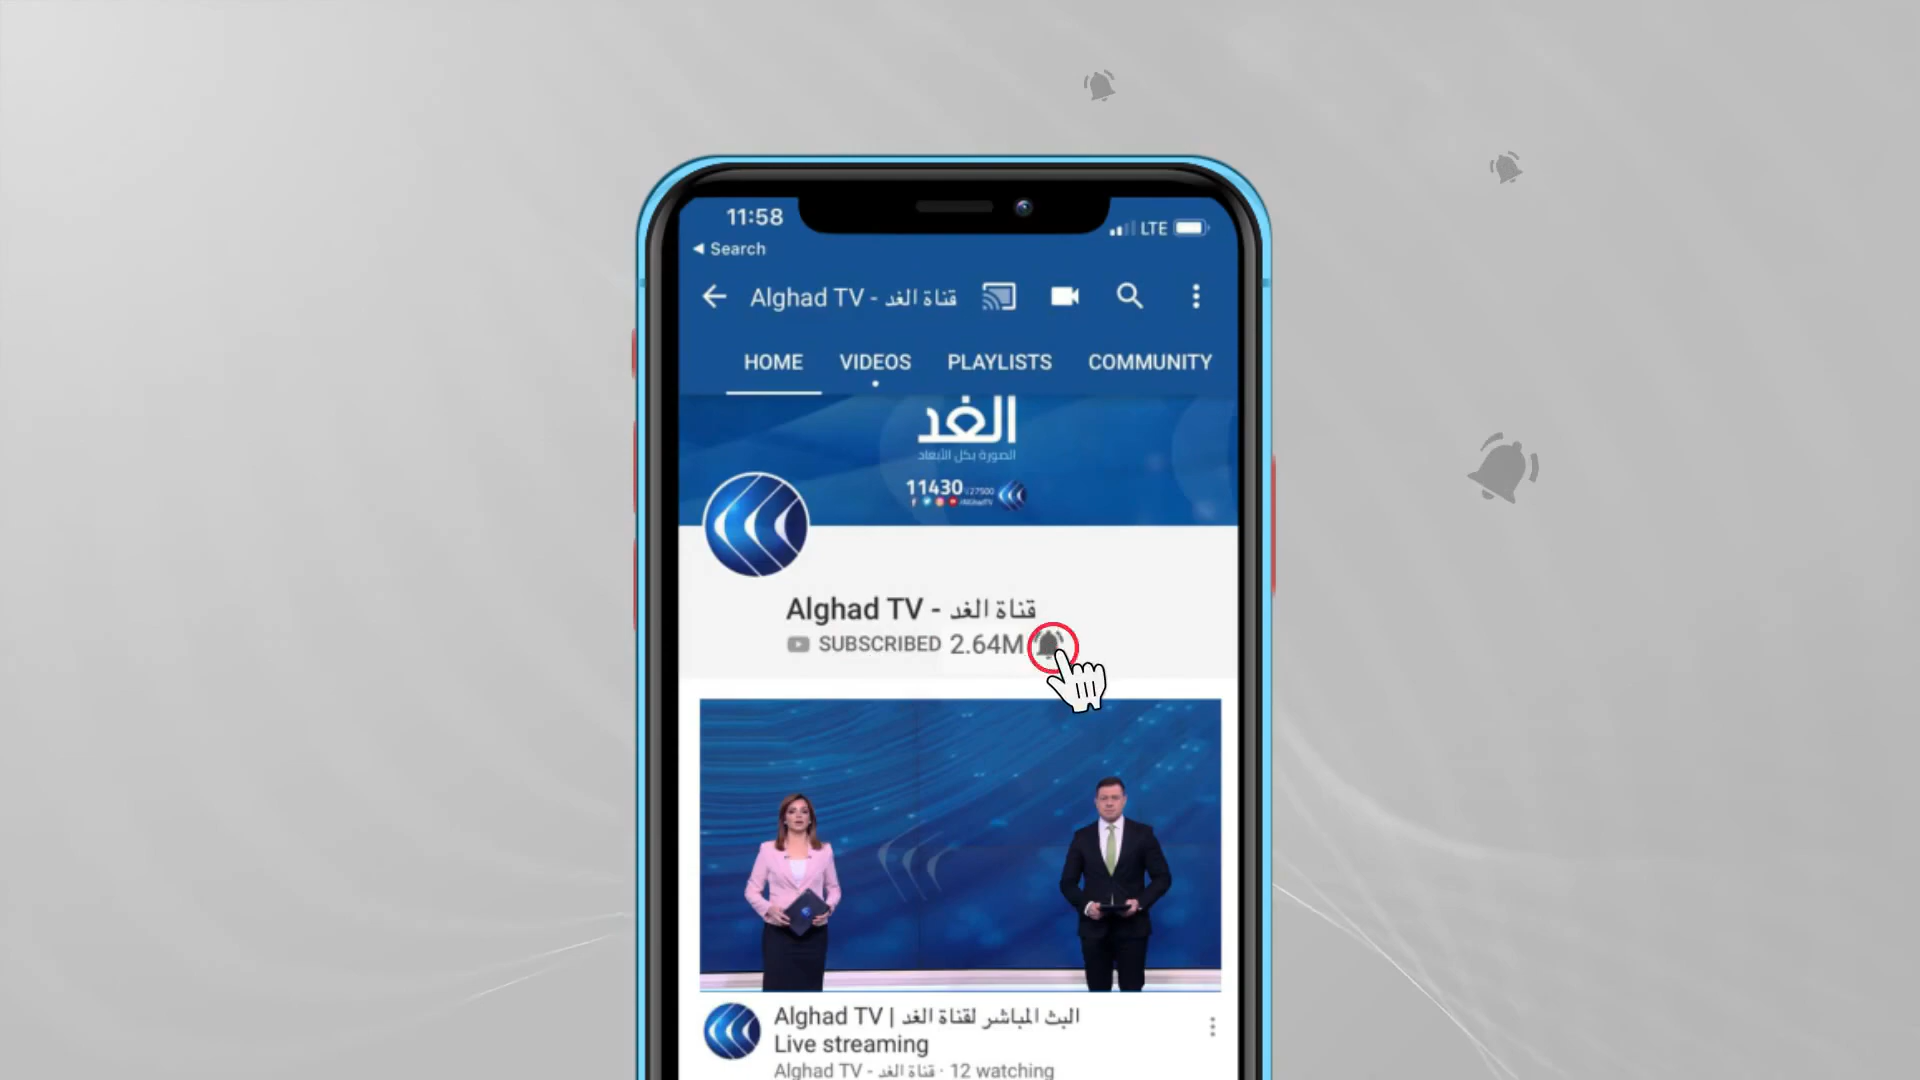 11:58
LTE
◀ Search
Alghad TV - قناة الغد
HOME VIDEOS PLAYLISTS COMMUNITY
الغد
الصورة بكل الأبعاد
11430
27500
Alghad TV - قناة الغد
SUBSCRIBED 2.64M
Alghad TV | البث المباشر لقناة الغد
Live streaming
Alghad TV - قناة الغد · 12 watching